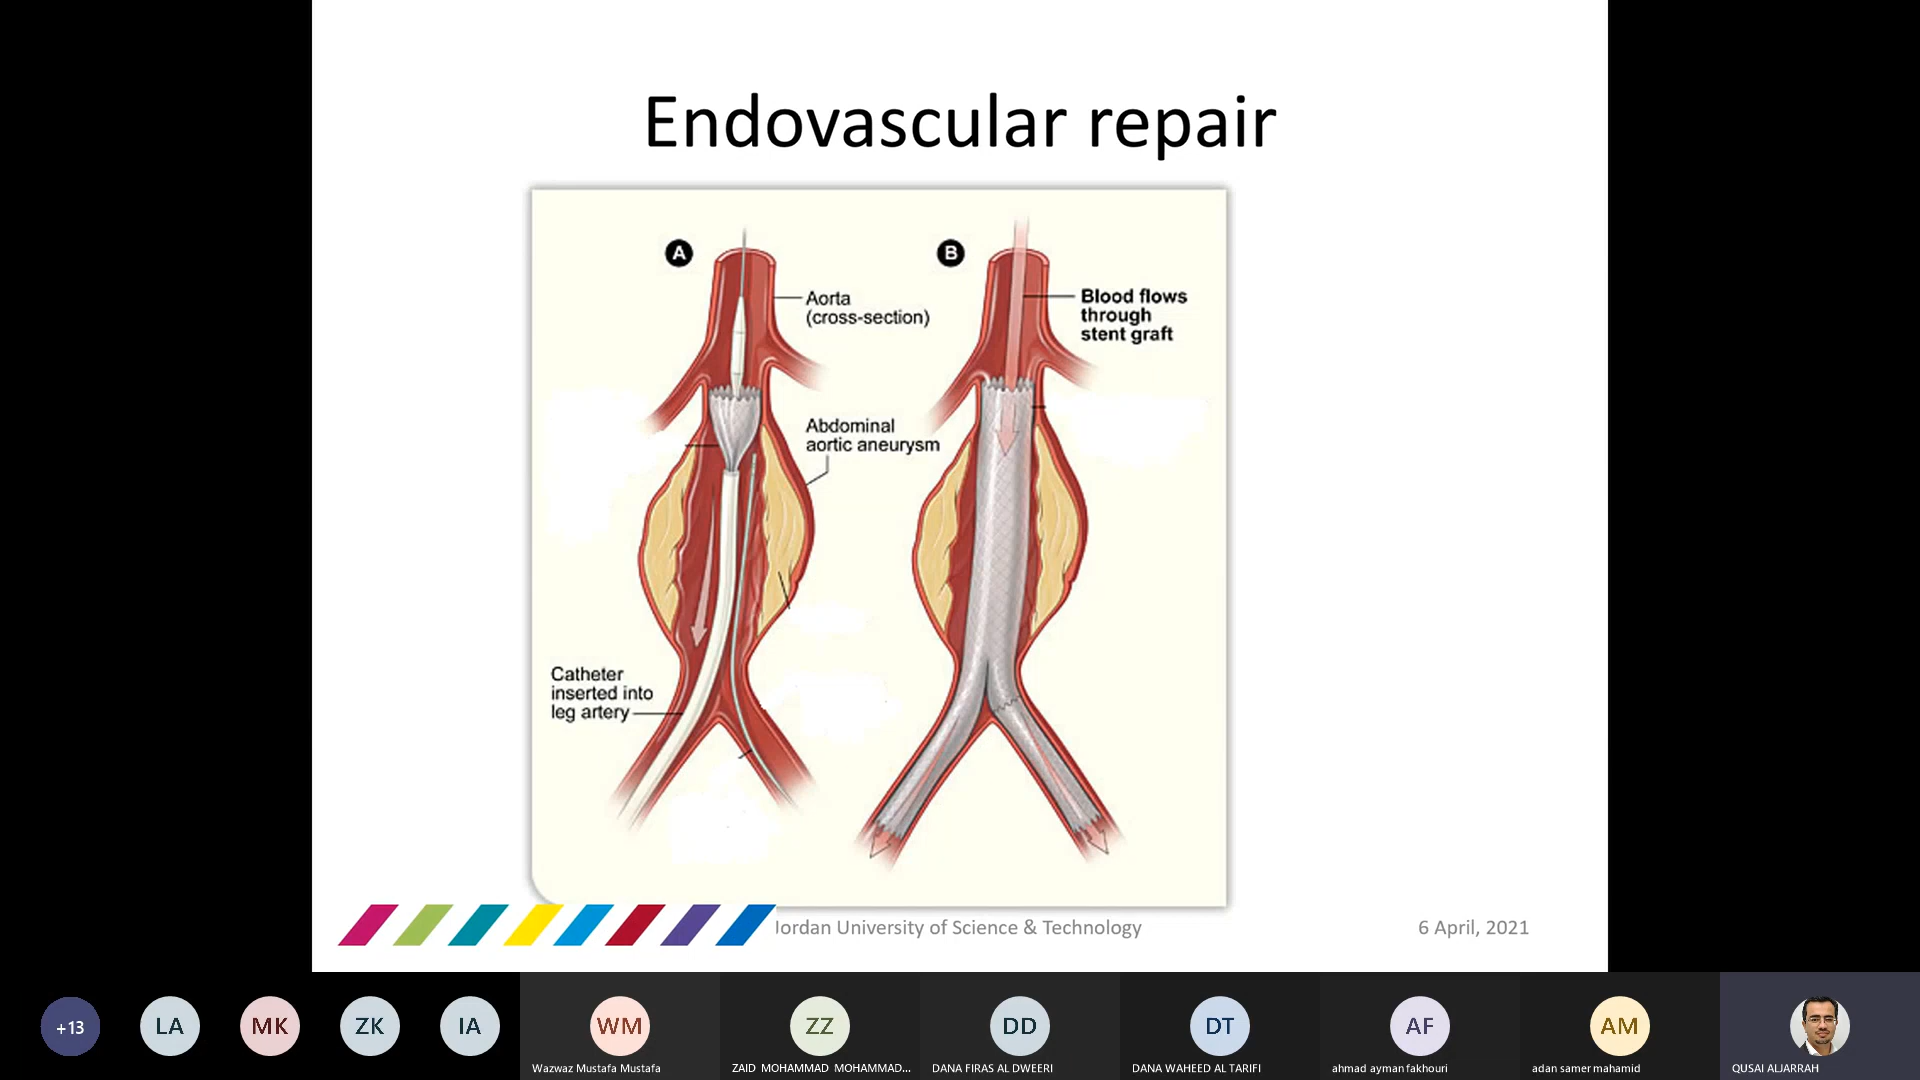 Endovascular repair
A
B
Aorta
(cross-section)
Blood flows
through
stent graft
Abdominal
aortic aneurysm
Catheter
inserted into
leg artery
Jordan University of Science & Technology
6 April, 2021
+13
LA
MK
ZK
IA
WM
ZZ
DD
DT
AF
AM
Wazwaz Mustafa Mustafa
ZAID MOHAMMAD MOHAMMAD...
DANA FIRAS AL DWEERI
DANA WAHEED AL TARIFI
ahmad ayman fakhouri
adan samer mahamid
QUSAI ALJARRAH